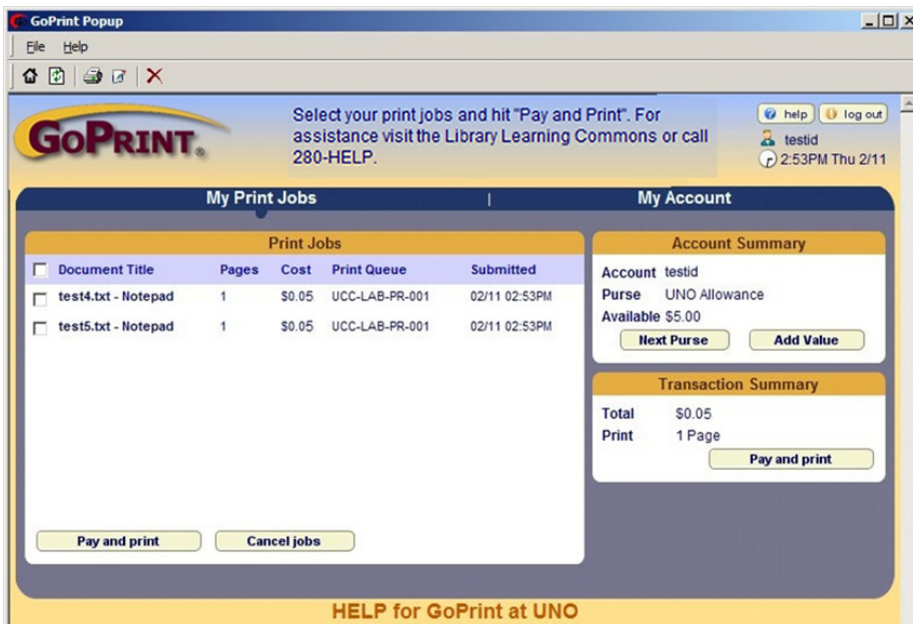 GoPrint Popup
File Help
GOPRINT®
Select your print jobs and hit "Pay and Print". For
assistance visit the Library Learning Commons or call
280-HELP.
help log out
testid
2:53PM Thu 2/11
My Print Jobs | My Account
Print Jobs
Document Title Pages Cost Print Queue Submitted
test4.txt - Notepad 1 $0.05 UCC-LAB-PR-001 02/11 02:53PM
test5.txt - Notepad 1 $0.05 UCC-LAB-PR-001 02/11 02:53PM
Pay and print Cancel jobs
Account Summary
Account testid
Purse UNO Allowance
Available $5.00
Next Purse Add Value
Transaction Summary
Total $0.05
Print 1 Page
Pay and print
HELP for GoPrint at UNO